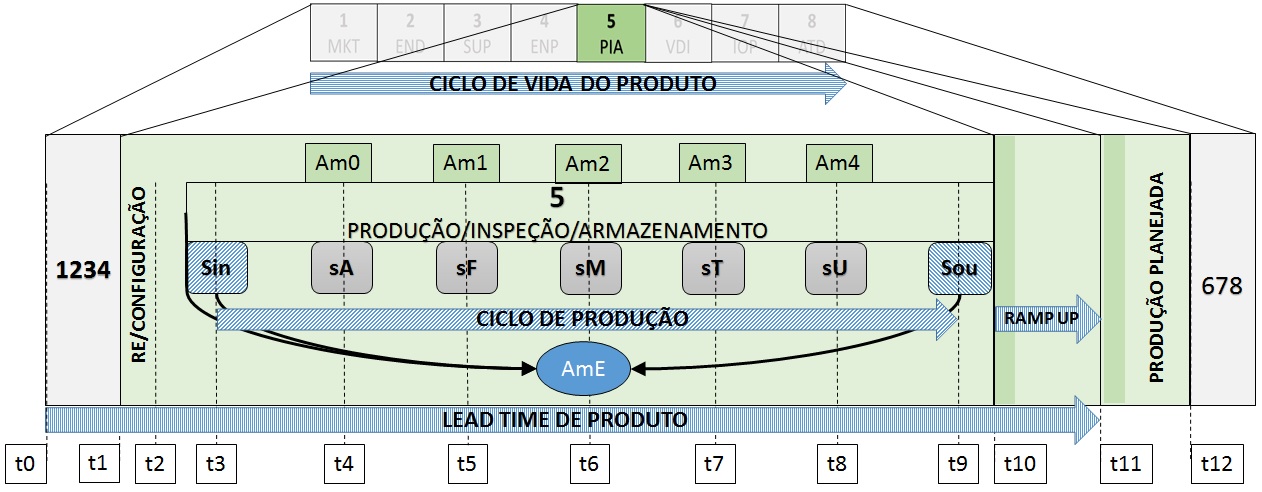 1 2 3 4 5 6 7 8
MKT END SUP ENP PIA VDI IOP ATD
CICLO DE VIDA DO PRODUTO
Am0 Am1 Am2 Am3 Am4
5
PRODUÇÃO/INSPEÇÃO/ARMAZENAMENTO
1234
RE/CONFIGURAÇÃO
Sin sA sF sM sT sU Sou
PRODUÇÃO PLANEJADA
678
CICLO DE PRODUÇÃO
RAMP UP
AmE
LEAD TIME DE PRODUTO
t0 t1 t2 t3 t4 t5 t6 t7 t8 t9 t10 t11 t12